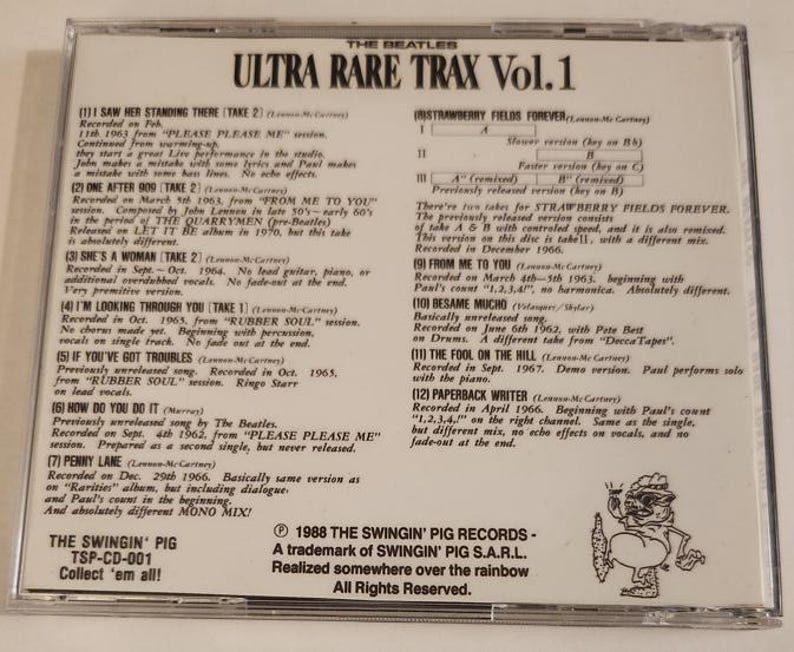 THE BEATLES
ULTRA RARE TRAX Vol.1
(1) I SAW HER STANDING THERE [TAKE 2] (Lennon-Mc Cartney)
Recorded on Feb.
11th 1963 from "PLEASE PLEASE ME" session.
Continued from warming-up,
they start a great Live performance in the studio.
John makes a mistake with some lyrics and Paul makes
a mistake with some bass lines. No echo effects.
(2) ONE AFTER 909 [TAKE 2] (Lennon-Mc Cartney)
Recorded on March 5th 1963, from "FROM ME TO YOU"
session. Composed by John Lennon in late 50's~early 60's
in the period of THE QUARRYMEN (pre-Beatles)
Released on LET IT BE album in 1970, but this take
is absolutely different.
(3) SHE'S A WOMAN [TAKE 2] (Lennon-Mc Cartney)
Recorded in Sept.~Oct. 1964. No lead guitar, piano, or
additional overdubbed vocals. No fade-out at the end.
Very premitive version.
(4) I'M LOOKING THROUGH YOU [TAKE 1] (Lennon-Mc Cartney)
Recorded in Oct. 1965, from "RUBBER SOUL" session.
No chorus made yet. Beginning with percussion,
vocals on single track. No fade out at the end.
(5) IF YOU'VE GOT TROUBLES (Lennon-Mc Cartney)
Previously unreleased song. Recorded in Oct. 1965,
from "RUBBER SOUL" session. Ringo Starr
on lead vocals.
(6) HOW DO YOU DO IT (Murray)
Previously unreleased song by The Beatles.
Recorded on Sept. 4th 1962, from "PLEASE PLEASE ME"
session. Prepared as a second single, but never released.
(7) PENNY LANE (Lennon-Mc Cartney)
Recorded on Dec. 29th 1966. Basically same version as
on "Rarities" album, but including dialogue,
and Paul's count in the beginning.
And absolutely different MONO MIX!
THE SWINGIN' PIG
TSP-CD-001
Collect 'em all!
(8)STRAWBERRY FIELDS FOREVER(Lennon-Mc Cartney)
I A
Slower version (key on Bb)
II B
Faster version (key on C)
III A" (remixed) B" (remixed)
Previously released version (key on B)
There're two takes for STRAWBERRY FIELDS FOREVER.
The previously released version consists
of take A & B with controled speed, and it is also remixed.
This version on this disc is take II, with a different mix.
Recorded in December 1966.
(9) FROM ME TO YOU (Lennon-Mc Cartney)
Recorded on March 4th~5th 1963. beginning with
Paul's count "1,2,3,4!", no harmonica. Absolutely different.
(10) BESAME MUCHO (Velasquez/Skylar)
Basically unreleased song.
Recorded on June 6th 1962, with Pete Best
on Drums. A different take from "DeccaTapes".
(11) THE FOOL ON THE HILL (Lennon-Mc Cartney)
Recorded in Sept. 1967. Demo version. Paul performs solo
with the piano.
(12) PAPERBACK WRITER (Lennon-Mc Cartney)
Recorded in April 1966. Beginning with Paul's count
"1,2,3,4,!" on the right channel. Same as the single,
but different mix, no echo effects on vocals, and no
fade-out at the end.
℗ 1988 THE SWINGIN' PIG RECORDS -
A trademark of SWINGIN' PIG S.A.R.L.
Realized somewhere over the rainbow
All Rights Reserved.